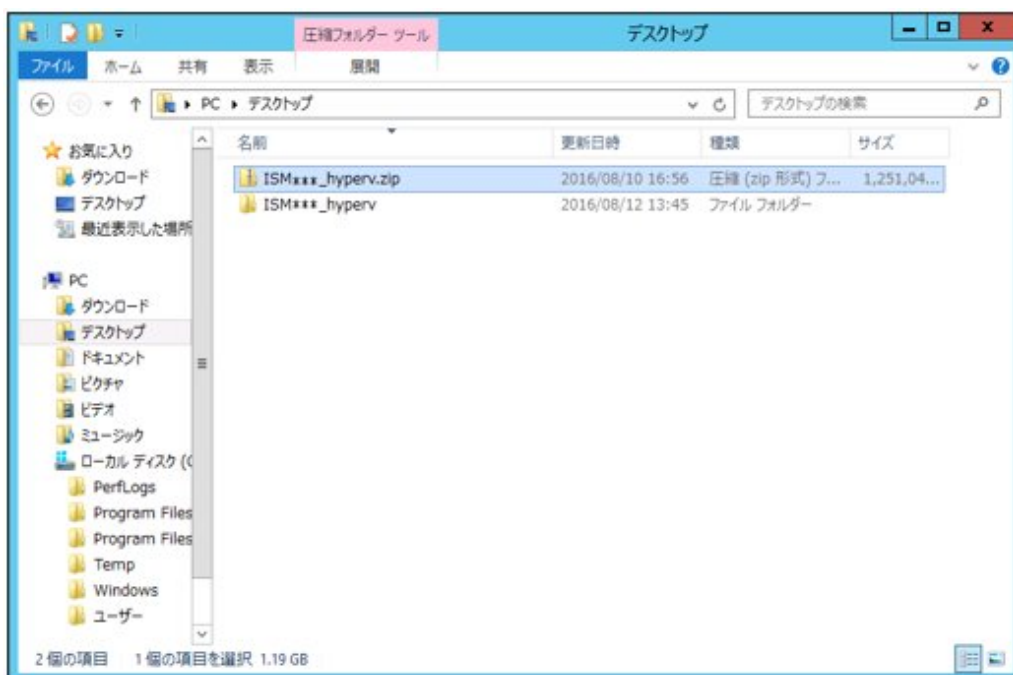 圧縮フォルダー ツール
デスクトップ
ファイル ホーム 共有 表示 展開
PC デスクトップ
デスクトップの検索
お気に入り
ダウンロード
デスクトップ
最近表示した場所
PC
ダウンロード
デスクトップ
ドキュメント
ピクチャ
ビデオ
ミュージック
ローカル ディスク (C
PerfLogs
Program Files
Program Files
Temp
Windows
ユーザー
名前 更新日時 種類 サイズ
ISM***_hyperv.zip 2016/08/10 16:56 圧縮 (zip 形式) フ... 1,251,04...
ISM***_hyperv 2016/08/12 13:45 ファイル フォルダー
2 個の項目 1 個の項目を選択 1.19 GB